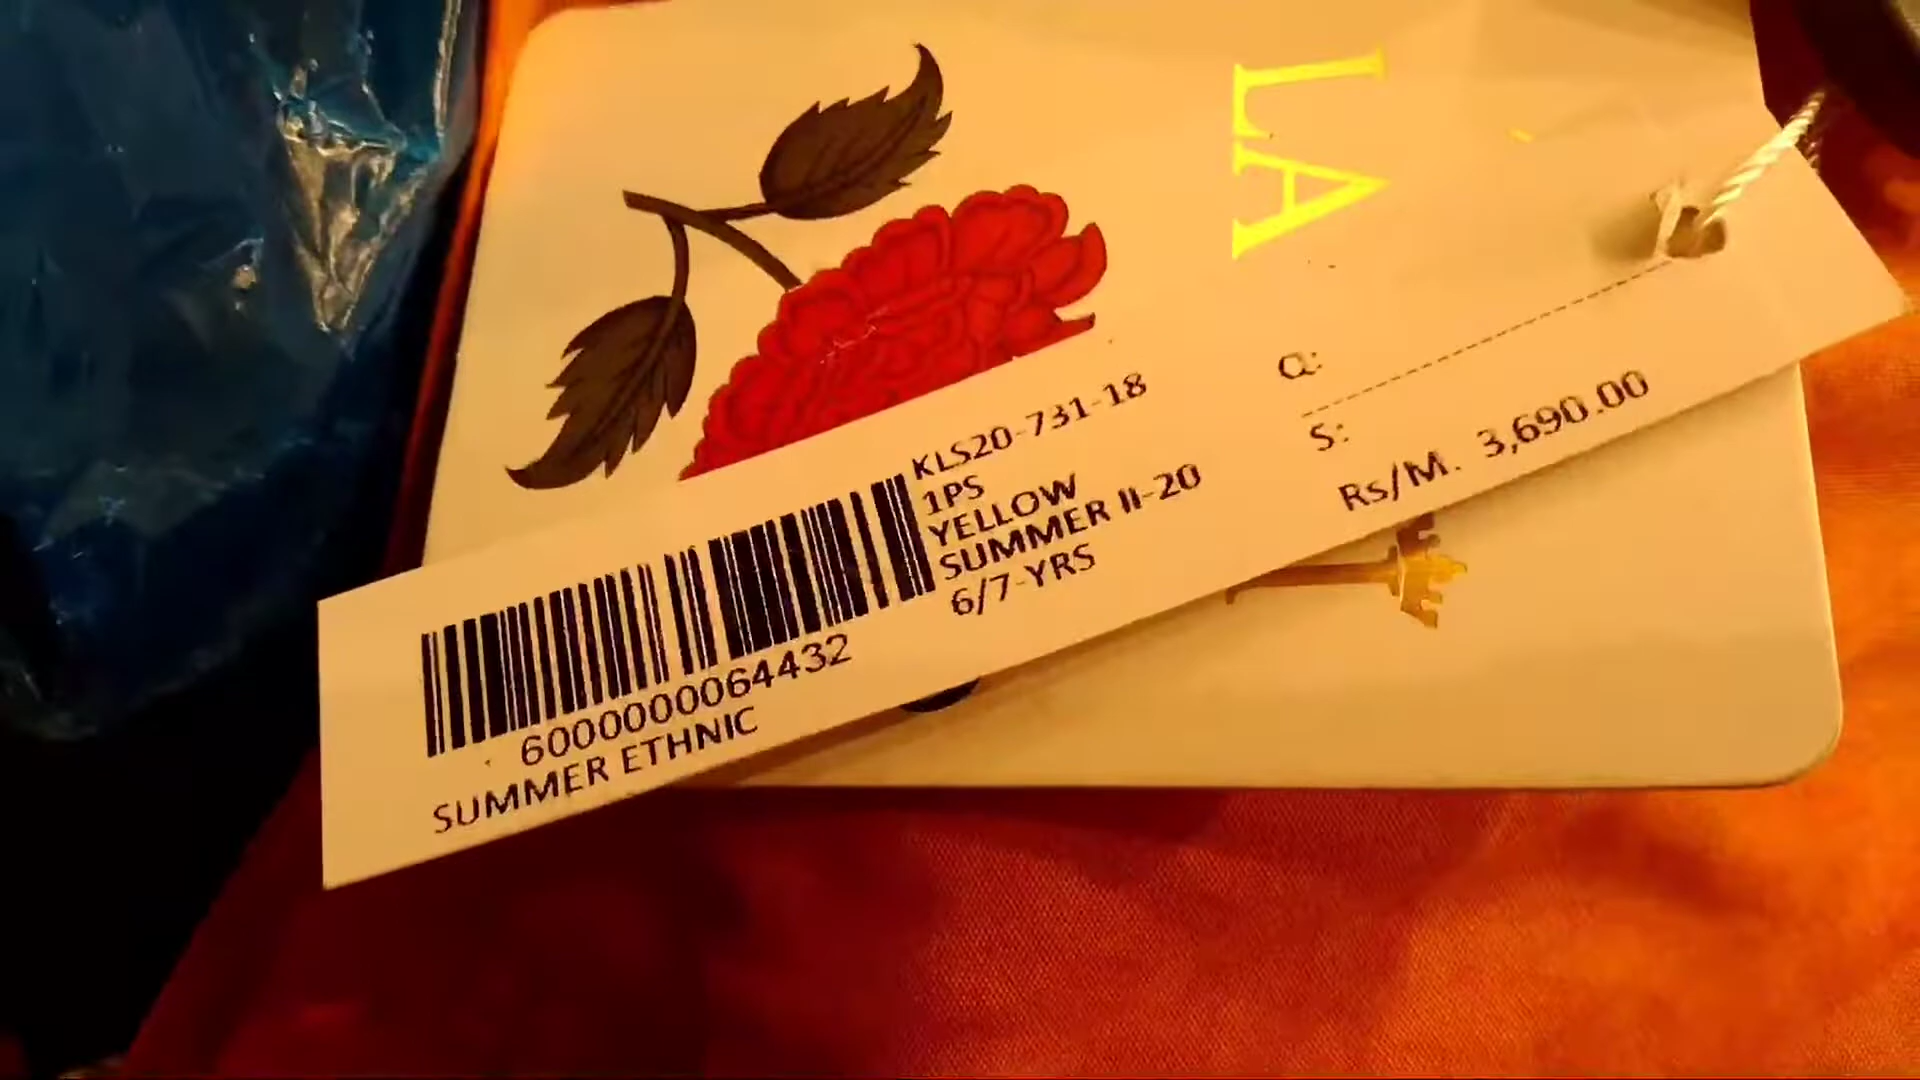 LA
KLS20-731-18
1PS
YELLOW
SUMMER II-20
6/7-YRS
6000000064432
SUMMER ETHNIC
Q:
S:
Rs/M. 3,690.00